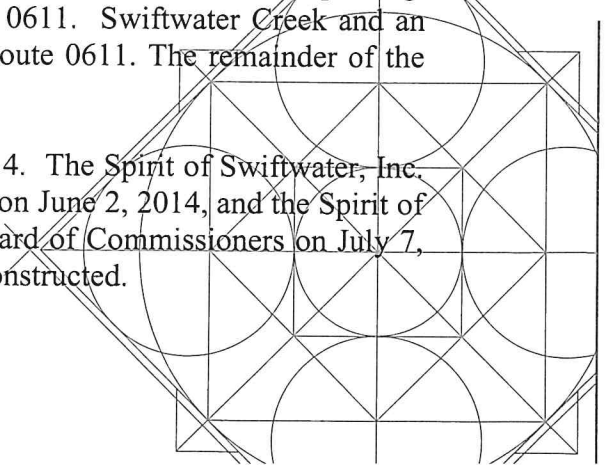 0611. Swiftwater Creek and an
oute 0611. The remainder of the
4. The Spirit of Swiftwater, Inc.
on June 2, 2014, and the Spirit of
ard of Commissioners on July 7,
nstructed.